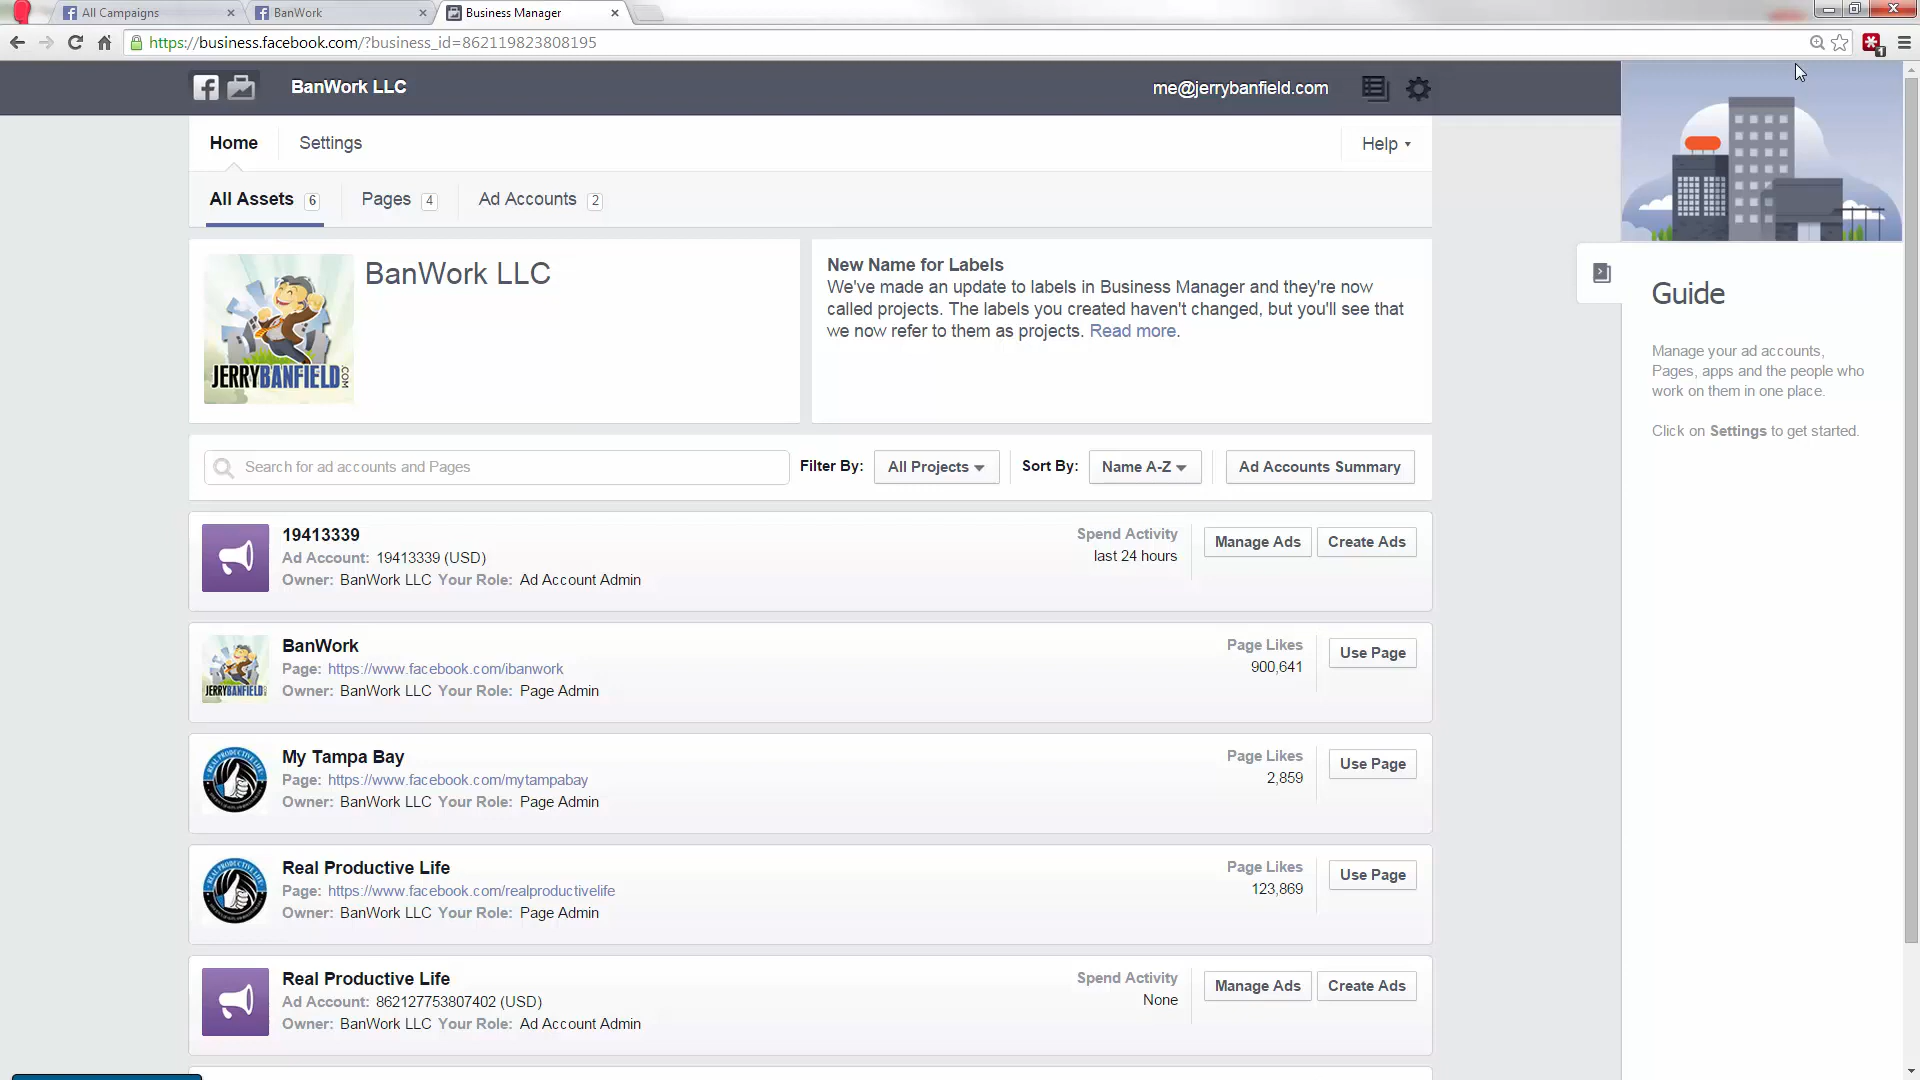 All Campaigns
BanWork
Business Manager
https://business.facebook.com/?business_id=862119823808195
1
BanWork LLC
me@jerrybanfield.com
Home
Settings
Help
All Assets 6
Pages 4
Ad Accounts 2
JERRYBANFIELD.COM
BanWork LLC
New Name for Labels
We've made an update to labels in Business Manager and they're now
called projects. The labels you created haven't changed, but you'll see that
we now refer to them as projects. Read more.
Guide
Manage your ad accounts,
Pages, apps and the people who
work on them in one place.
Click on Settings to get started.
Search for ad accounts and Pages
Filter By:
All Projects
Sort By:
Name A-Z
Ad Accounts Summary
19413339
Ad Account: 19413339 (USD)
Owner: BanWork LLC Your Role: Ad Account Admin
Spend Activity
last 24 hours
Manage Ads
Create Ads
JERRYBANFIELD
BanWork
Page: https://www.facebook.com/ibanwork
Owner: BanWork LLC Your Role: Page Admin
Page Likes
900,641
Use Page
REAL PRODUCTIVE LIFE
My Tampa Bay
Page: https://www.facebook.com/mytampabay
Owner: BanWork LLC Your Role: Page Admin
Page Likes
2,859
Use Page
REAL PRODUCTIVE LIFE
Real Productive Life
Page: https://www.facebook.com/realproductivelife
Owner: BanWork LLC Your Role: Page Admin
Page Likes
123,869
Use Page
Real Productive Life
Ad Account: 862127753807402 (USD)
Owner: BanWork LLC Your Role: Ad Account Admin
Spend Activity
None
Manage Ads
Create Ads